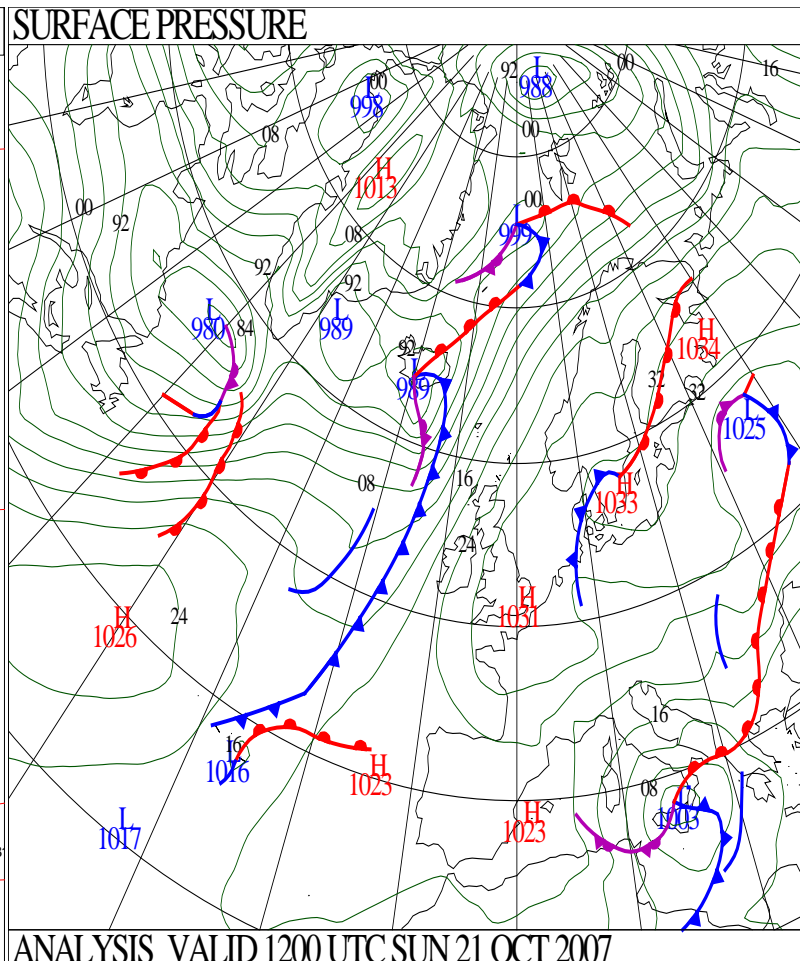 SURFACE PRESSURE
L
988
92
00
16
00
L
998
00
08
H
1013
00
L
999
00
92
08
92
92
L
980
84
L
989
92
L
989
H
1034
32
32
L
1025
08
16
H
1033
24
H
1026
24
H
1031
16
16
L
1016
H
1023
08
L
1003
L
1017
H
1023
ANALYSIS VALID 1200 UTC SUN 21 OCT 2007